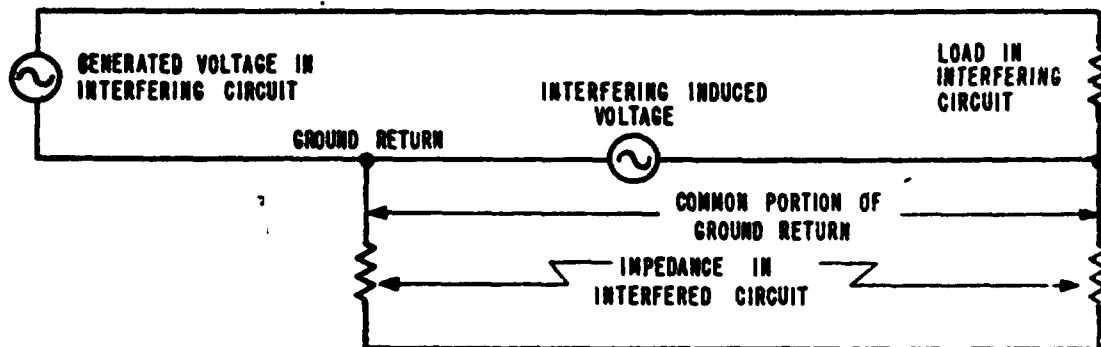 GENERATED VOLTAGE IN
INTERFERING CIRCUIT
LOAD IN
INTERFERING
CIRCUIT
INTERFERING INDUCED
VOLTAGE
GROUND RETURN
COMMON PORTION OF
GROUND RETURN
IMPEDANCE IN
INTERFERED CIRCUIT